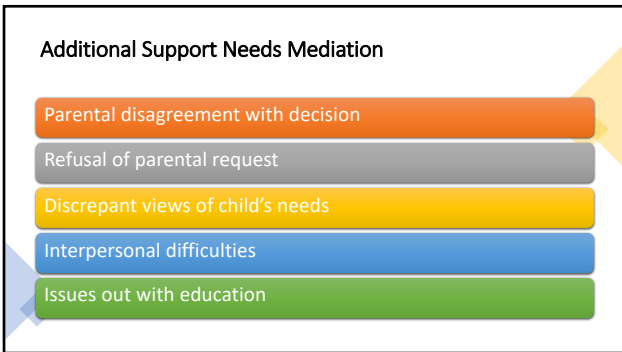 Additional Support Needs Mediation
Parental disagreement with decision
Refusal of parental request
Discrepant views of child's needs
Interpersonal difficulties
Issues out with education